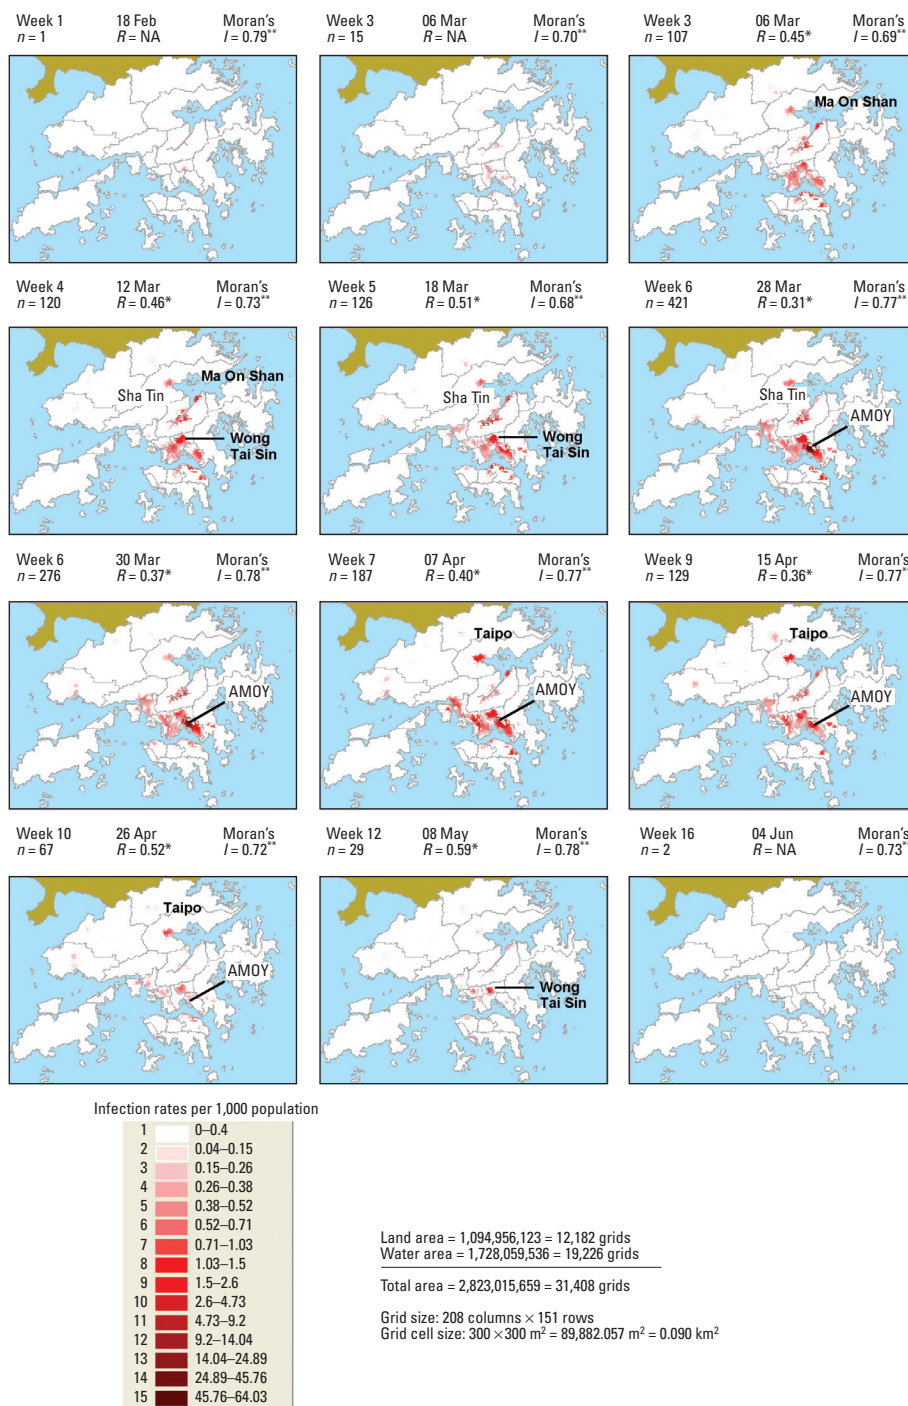 Week 1 18 Feb Moran's
n = 1 R = NA I = 0.79**
Week 3 06 Mar Moran's
n = 15 R = NA I = 0.70**
Week 3 06 Mar Moran's
n = 107 R = 0.45* I = 0.69**
Ma On Shan
Week 4 12 Mar Moran's
n = 120 R = 0.46* I = 0.73**
Ma On Shan
Sha Tin
Wong
Tai Sin
Week 5 18 Mar Moran's
n = 126 R = 0.51* I = 0.68**
Sha Tin
Wong
Tai Sin
Week 6 28 Mar Moran's
n = 421 R = 0.31* I = 0.77**
Sha Tin
AMOY
Week 6 30 Mar Moran's
n = 276 R = 0.37* I = 0.78**
AMOY
Week 7 07 Apr Moran's
n = 187 R = 0.40* I = 0.77**
Taipo
AMOY
Week 9 15 Apr Moran's
n = 129 R = 0.36* I = 0.77**
Taipo
AMOY
Week 10 26 Apr Moran's
n = 67 R = 0.52* I = 0.72**
Taipo
AMOY
Week 12 08 May Moran's
n = 29 R = 0.59* I = 0.78**
Wong
Tai Sin
Week 16 04 Jun Moran's
n = 2 R = NA I = 0.73**
Infection rates per 1,000 population
1 0–0.4
2 0.04–0.15
3 0.15–0.26
4 0.26–0.38
5 0.38–0.52
6 0.52–0.71
7 0.71–1.03
8 1.03–1.5
9 1.5–2.6
10 2.6–4.73
11 4.73–9.2
12 9.2–14.04
13 14.04–24.89
14 24.89–45.76
15 45.76–64.03
Land area = 1,094,956,123 = 12,182 grids
Water area = 1,728,059,536 = 19,226 grids
Total area = 2,823,015,659 = 31,408 grids
Grid size: 208 columns × 151 rows
Grid cell size: 300 × 300 m² = 89,882.057 m² = 0.090 km²